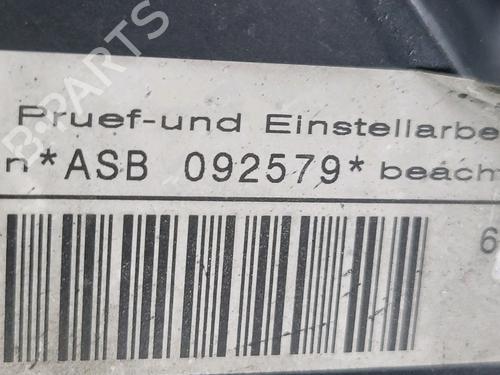 Pruef-und Einstellarbe
n*ASB 092579* beach
6
B-PARTS